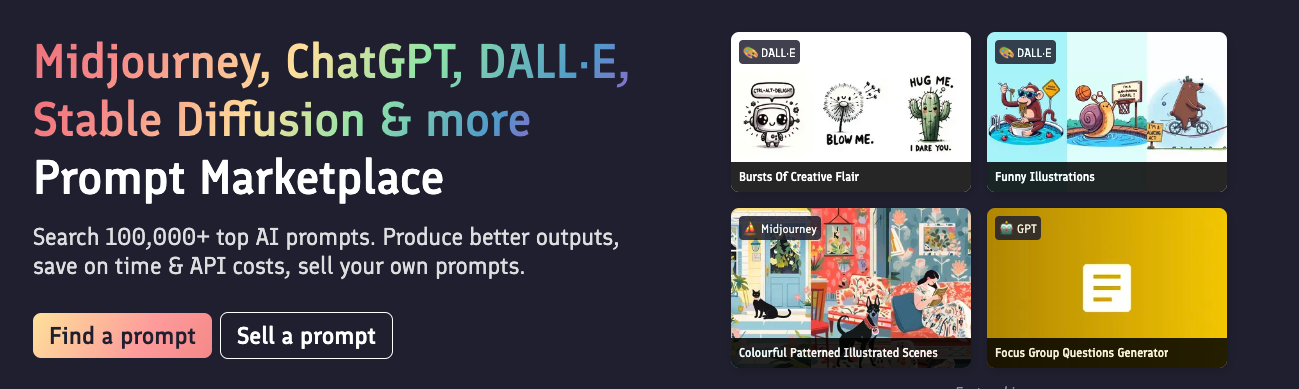 Midjourney, ChatGPT, DALL·E,
Stable Diffusion & more
Prompt Marketplace
Search 100,000+ top AI prompts. Produce better outputs,
save on time & API costs, sell your own prompts.
Find a prompt
Sell a prompt
DALL·E
CTRL-ALT-DELIGHT
BLOW ME.
HUG ME.
I DARE YOU.
Bursts Of Creative Flair
DALL·E
Funny Illustrations
Midjourney
Colourful Patterned Illustrated Scenes
GPT
Focus Group Questions Generator